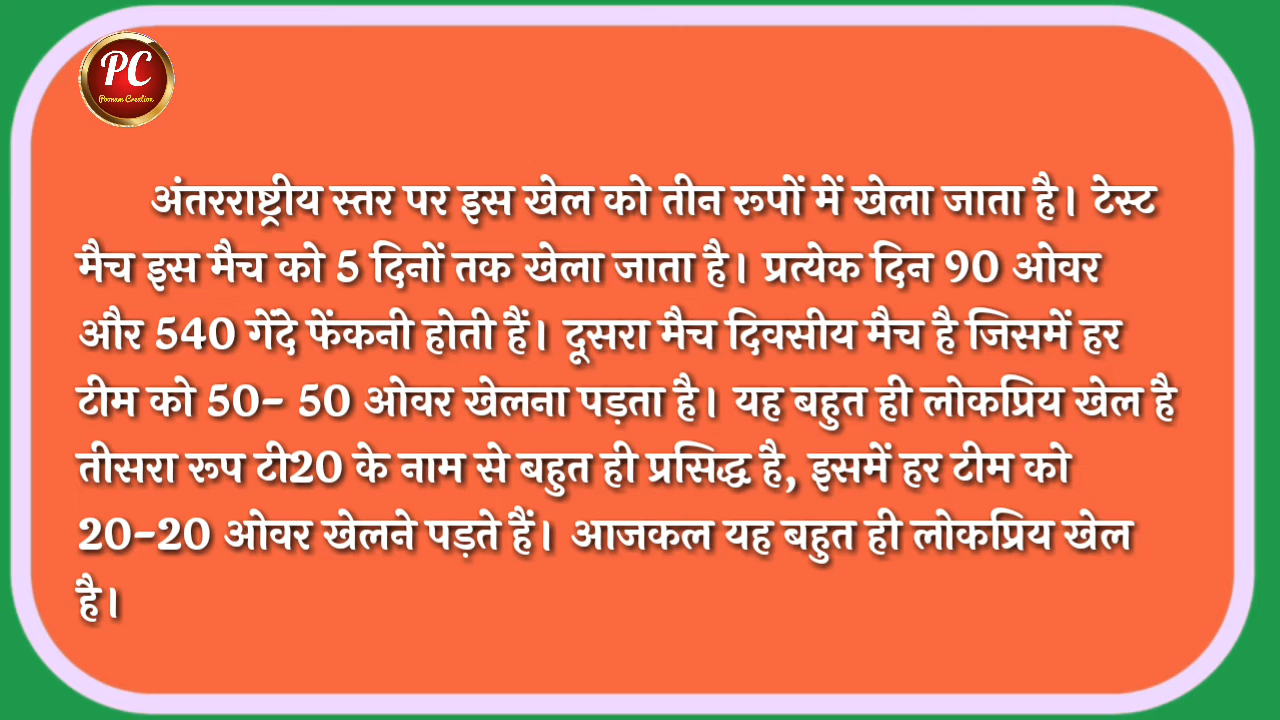 PC
Poonam Creation
अंतरराष्ट्रीय स्तर पर इस खेल को तीन रुपों में खेला जाता है। टेस्ट
मैच इस मैच को 5 दिनों तक खेला जाता है। प्रत्येक दिन 90 ओवर
और 540 गेंदे फेंकनी होती हैं। दूसरा मैच दिवसीय मैच है जिसमें हर
टीम को 50- 50 ओवर खेलना पड़ता है। यह बहुत ही लोकप्रिय खेल है
तीसरा रुप टी20 के नाम से बहुत ही प्रसिद्ध है, इसमें हर टीम को
20-20 ओवर खेलने पड़ते हैं। आजकल यह बहुत ही लोकप्रिय खेल
है।